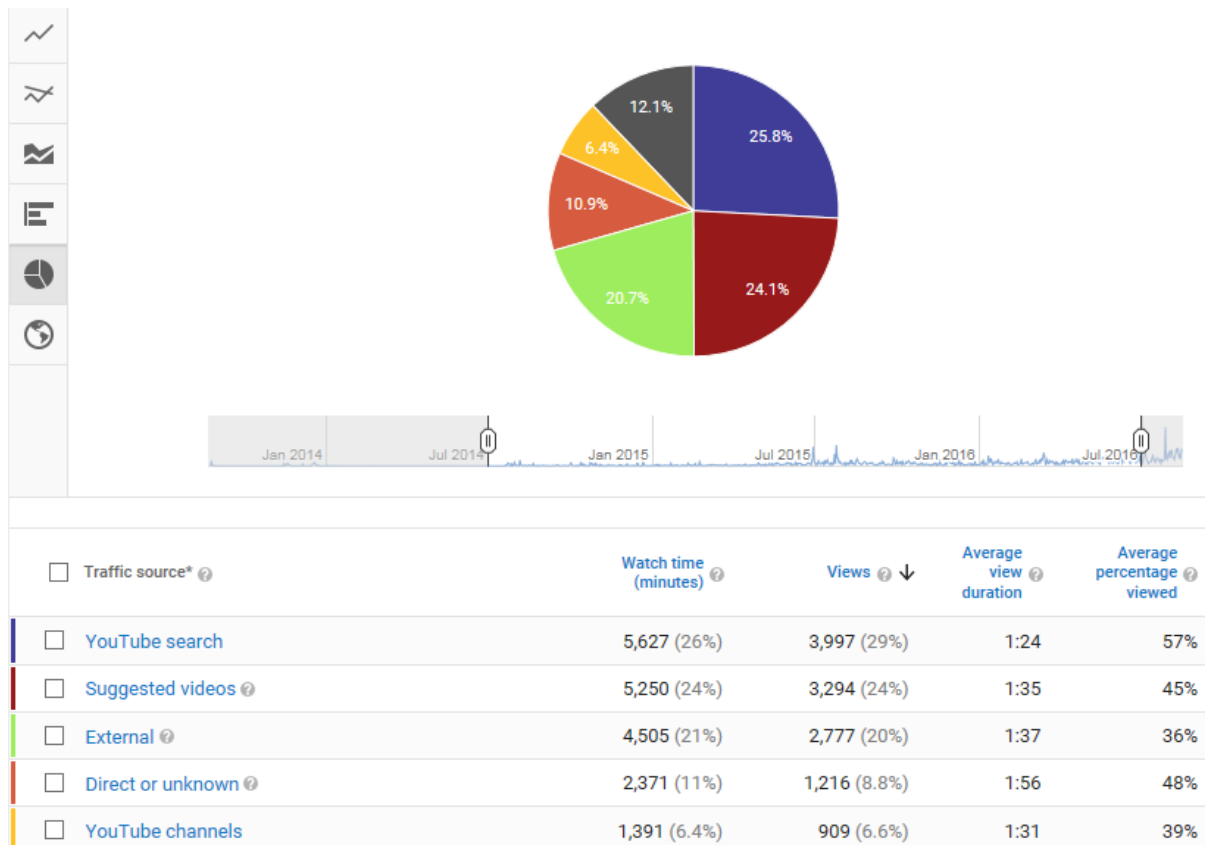 12.1%
25.8%
6.4%
10.9%
20.7%
24.1%
Jan 2014
Jul 2014
Jan 2015
Jul 2015
Jan 2016
Jul 2016
Traffic source*
Watch time
(minutes)
Views
Average
view
duration
Average
percentage
viewed
YouTube search 5,627 (26%) 3,997 (29%) 1:24 57%
Suggested videos 5,250 (24%) 3,294 (24%) 1:35 45%
External 4,505 (21%) 2,777 (20%) 1:37 36%
Direct or unknown 2,371 (11%) 1,216 (8.8%) 1:56 48%
YouTube channels 1,391 (6.4%) 909 (6.6%) 1:31 39%